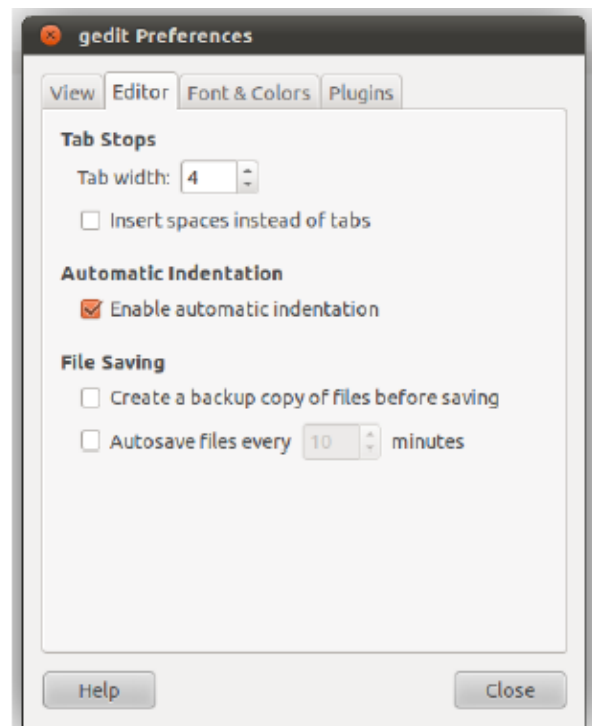 gedit Preferences
View Editor Font & Colors Plugins
Tab Stops
Tab width: 4
Insert spaces instead of tabs
Automatic Indentation
Enable automatic indentation
File Saving
Create a backup copy of files before saving
Autosave files every 10 minutes
Help Close